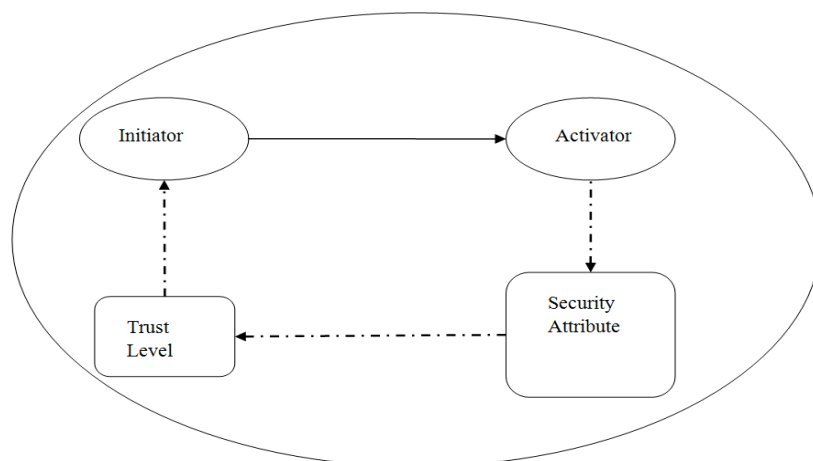 Initiator
Activator
Security
Attribute
Trust
Level